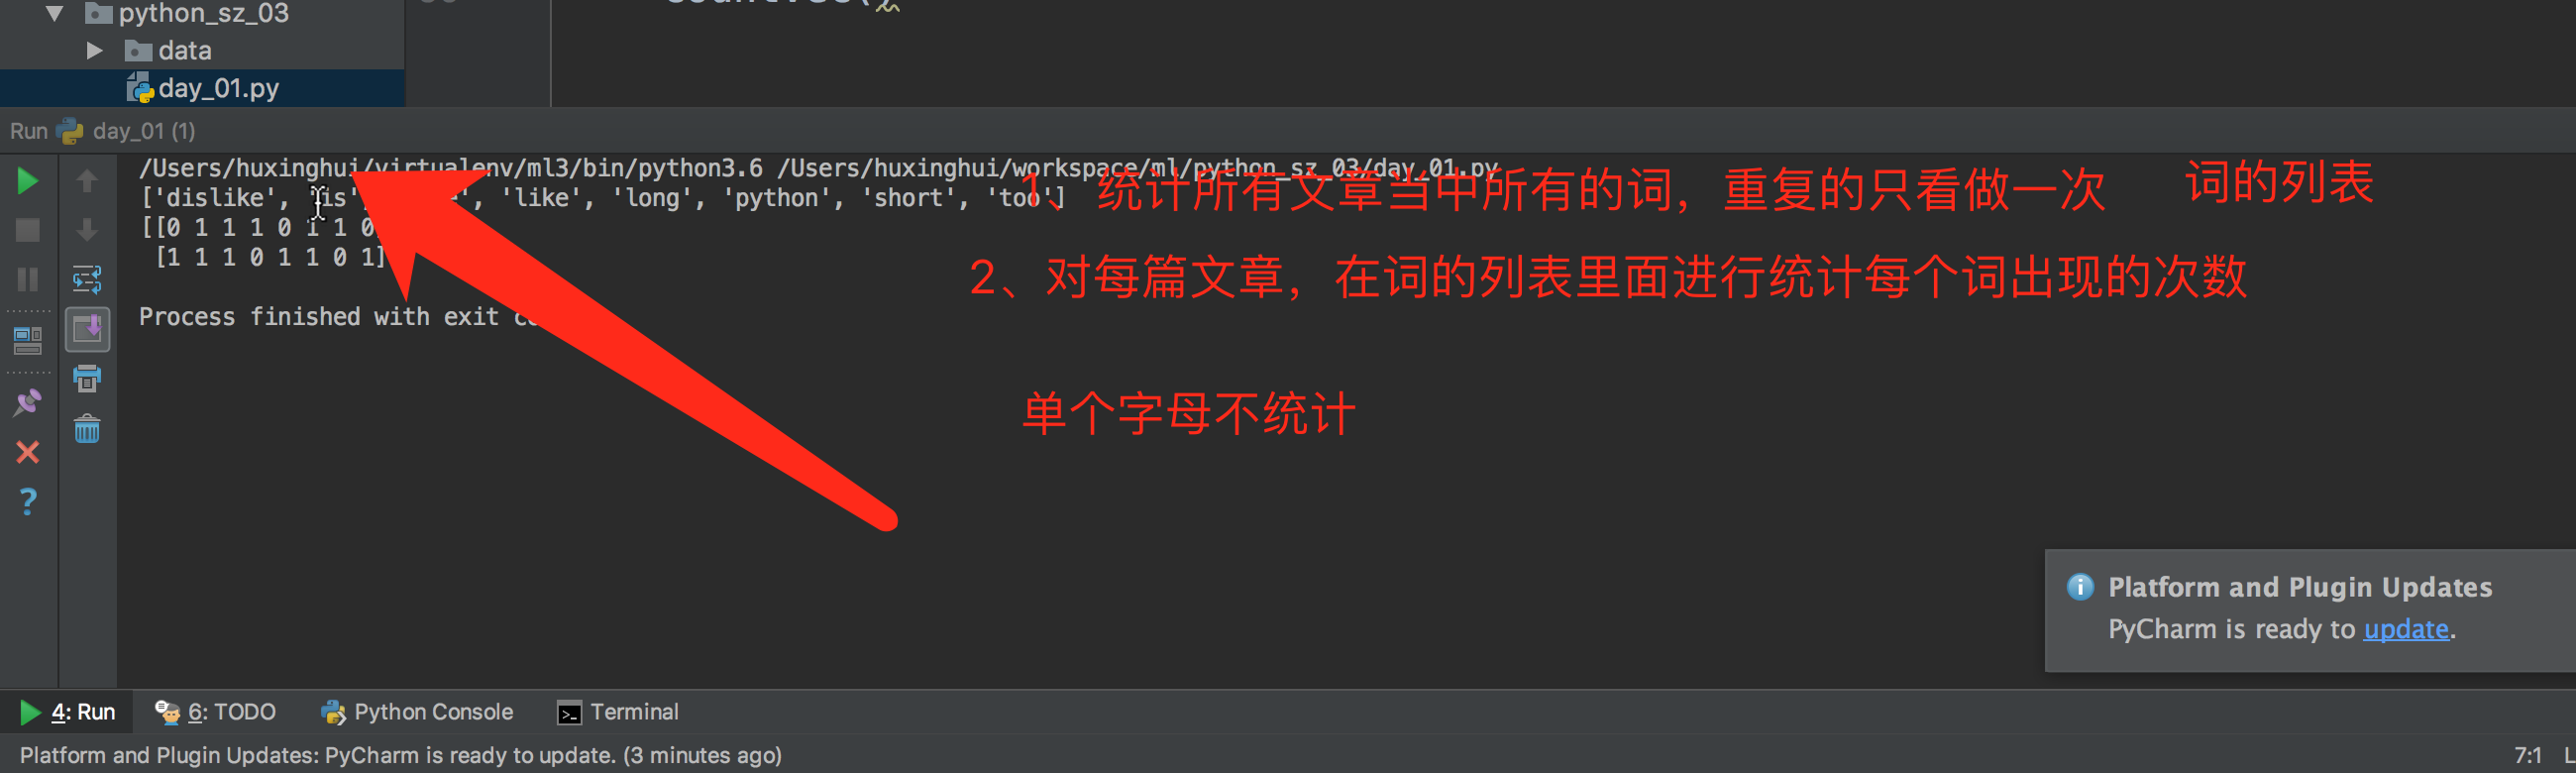 python_sz_03
data
day_01.py
Run day_01 (1)
/Users/huxinghui/virtualenv/ml3/bin/python3.6 /Users/huxinghui/workspace/ml/python_sz_03/day_01.py
['dislike', 'is', 'like', 'long', 'python', 'short', 'too']
1、统计所有文章当中所有的词，重复的只看做一次 词的列表
[[0 1 1 1 0 1 1 0
[1 1 1 0 1 1 0 1]
2、对每篇文章，在词的列表里面进行统计每个词出现的次数
Process finished with exit
单个字母不统计
Platform and Plugin Updates
PyCharm is ready to update.
4: Run 6: TODO Python Console Terminal
Platform and Plugin Updates: PyCharm is ready to update. (3 minutes ago) 7:1